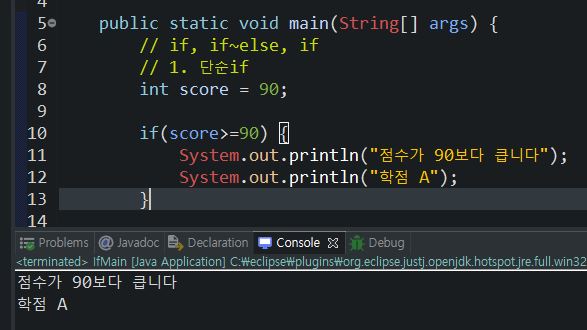 5 public static void main(String[] args) {
6 // if, if~else, if
7 // 1. 단순if
8 int score = 90;
9
10 if(score>=90) {
11 System.out.println("점수가 90보다 큽니다");
12 System.out.println("학점 A");
13 }
14
Problems @ Javadoc Declaration Console Debug
<terminated> IfMain [Java Application] C:₩eclipse₩plugins₩org.eclipse.justj.openjdk.hotspot.jre.full.win32
점수가 90보다 큽니다
학점 A